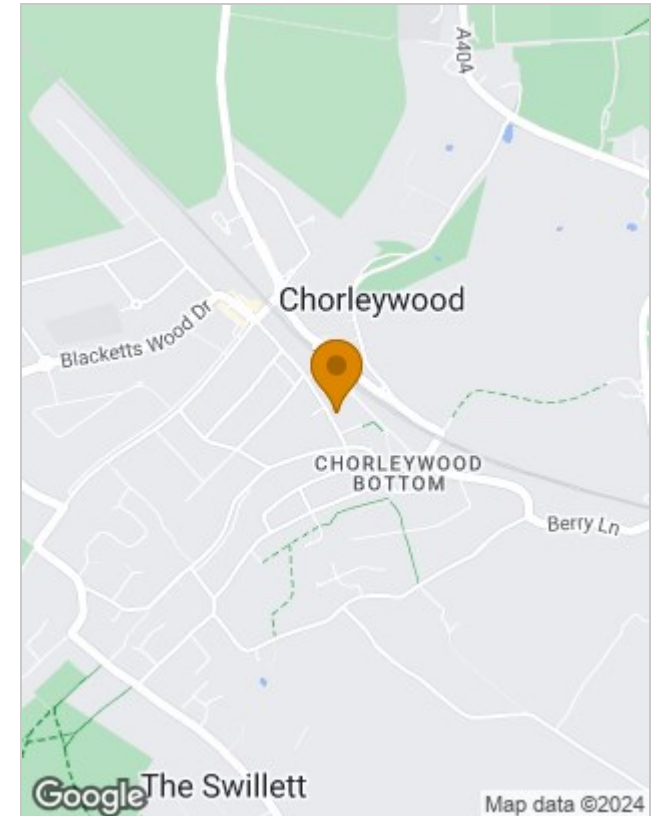 A404
Chorleywood
Blacketts Wood Dr
CHORLEYWOOD
BOTTOM
Berry Ln
The Swillett
Google
Map data ©2024